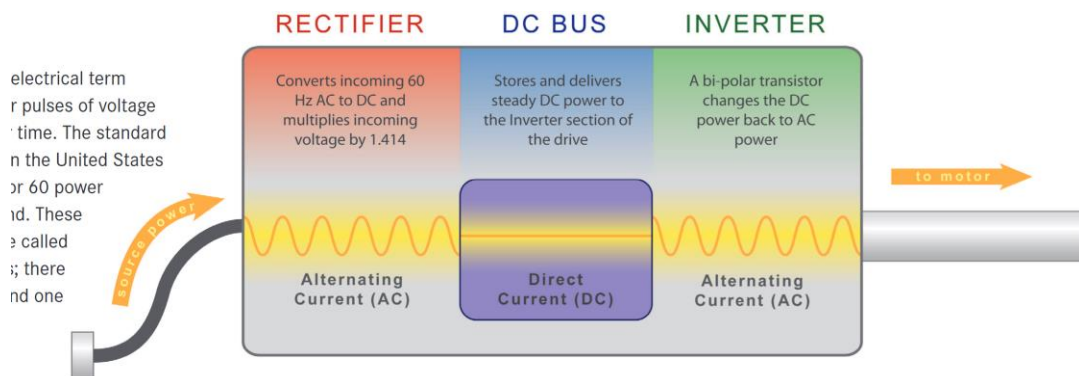 RECTIFIER
DC BUS
INVERTER
electrical term
r pulses of voltage
time. The standard
n the United States
or 60 power
nd. These
e called
s; there
nd one
source power
Converts incoming 60
Hz AC to DC and
multiplies incoming
voltage by 1.414
Alternating
Current (AC)
Stores and delivers
steady DC power to
the Inverter section of
the drive
Direct
Current (DC)
A bi-polar transistor
changes the DC
power back to AC
power
Alternating
Current (AC)
to motor